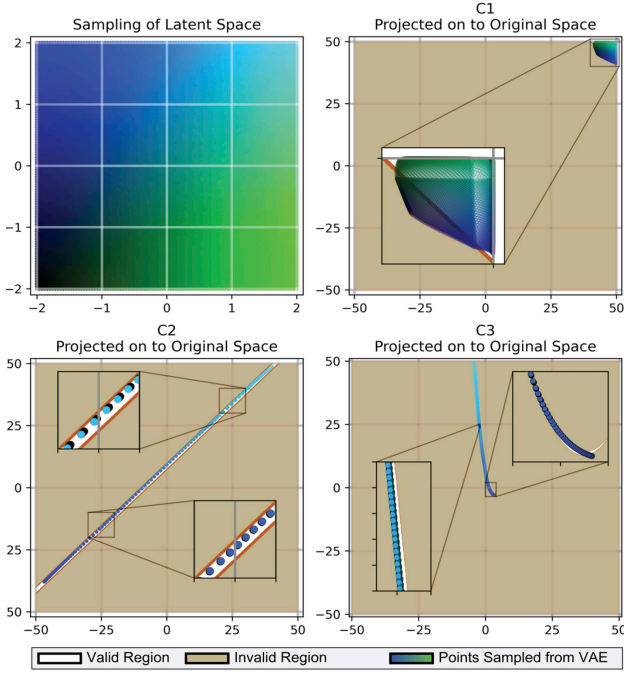 Sampling of Latent Space
2
1
0
−1
−2
−2 −1 0 1 2
C1
Projected on to Original Space
50
25
0
−25
−50
−50 −25 0 25 50
C2
Projected on to Original Space
50
25
0
25
50
−50 −25 0 25 50
C3
Projected on to Original Space
50
25
0
−25
−50
−50 −25 0 25 50
Valid Region Invalid Region Points Sampled from VAE